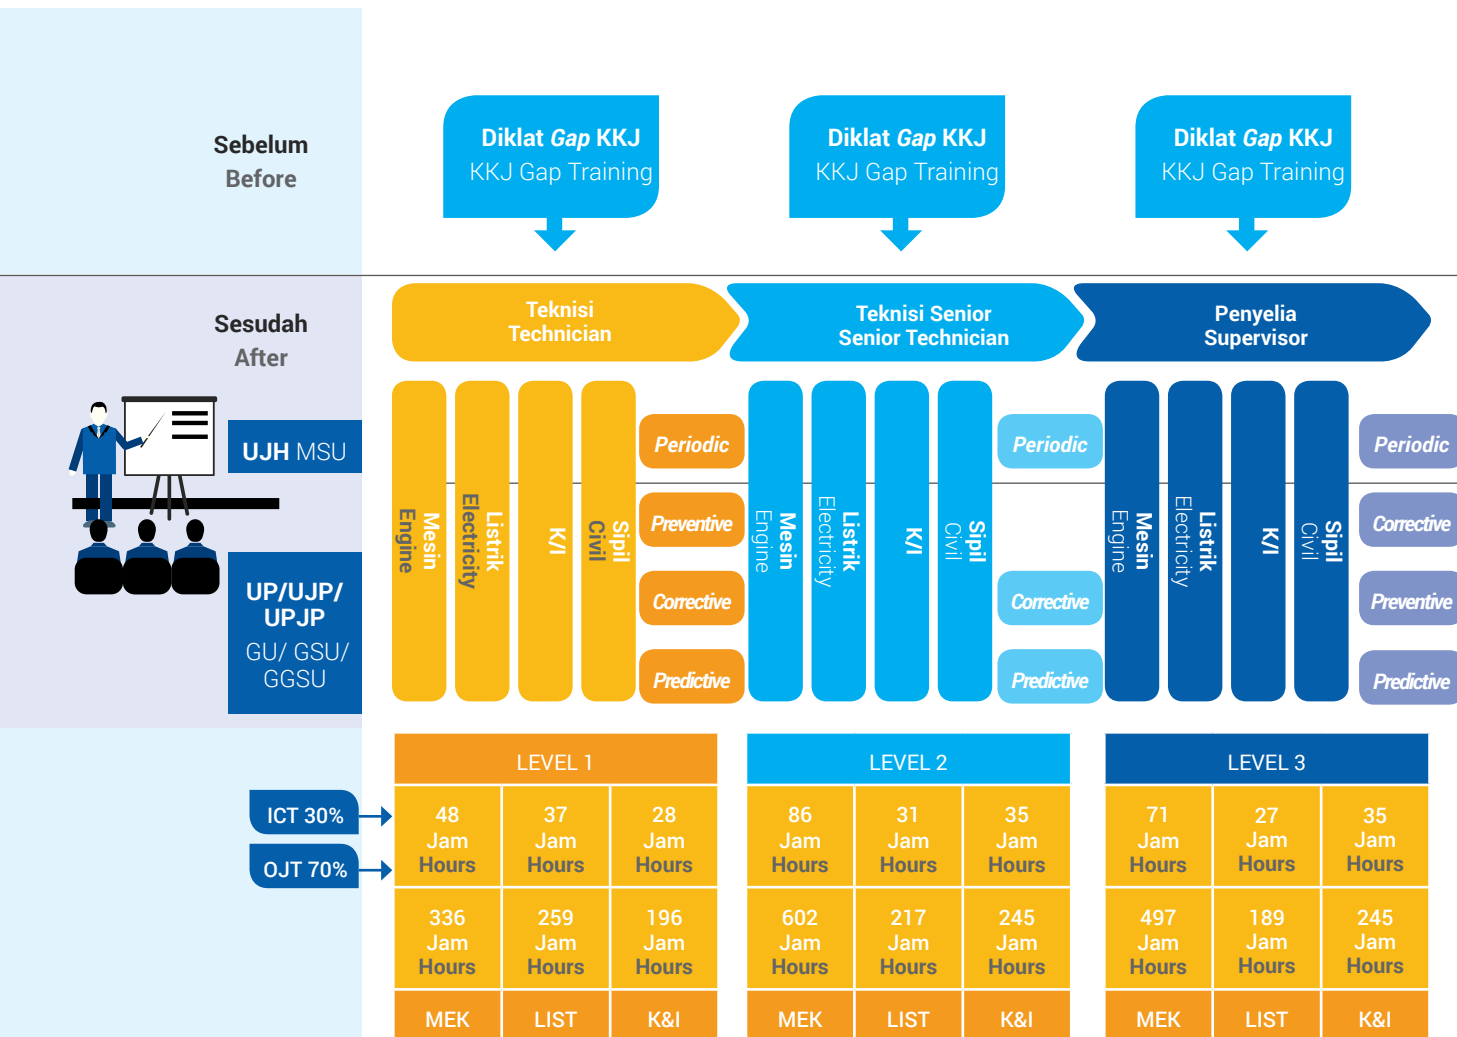 Sebelum
Before
Diklat Gap KKJ
KKJ Gap Training
Diklat Gap KKJ
KKJ Gap Training
Diklat Gap KKJ
KKJ Gap Training
Sesudah
After
Teknisi
Technician
Teknisi Senior
Senior Technician
Penyelia
Supervisor
UJH MSU
UP/UJP/
UPJP
GU/ GSU/
GGSU
Mesin
Engine
Listrik
Electricity
K/I
Sipil
Civil
Periodic
Preventive
Corrective
Predictive
Mesin
Engine
Listrik
Electricity
K/I
Sipil
Civil
Periodic
Corrective
Predictive
Mesin
Engine
Listrik
Electricity
K/I
Sipil
Civil
Periodic
Corrective
Preventive
Predictive
ICT 30%
OJT 70%
LEVEL 1
48
Jam
Hours
37
Jam
Hours
28
Jam
Hours
336
Jam
Hours
259
Jam
Hours
196
Jam
Hours
MEK
LIST
K&I
LEVEL 2
86
Jam
Hours
31
Jam
Hours
35
Jam
Hours
602
Jam
Hours
217
Jam
Hours
245
Jam
Hours
MEK
LIST
K&I
LEVEL 3
71
Jam
Hours
27
Jam
Hours
35
Jam
Hours
497
Jam
Hours
189
Jam
Hours
245
Jam
Hours
MEK
LIST
K&I